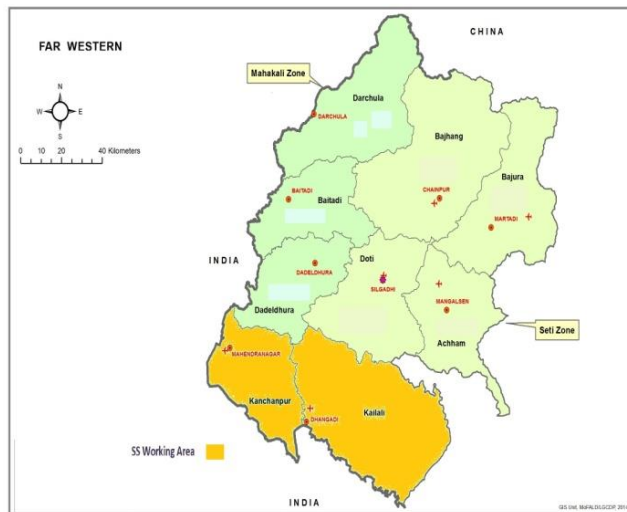 CHINA
FAR WESTERN
Mahakali Zone
Darchula
N
W E
S
DARCHULA
0 10 20 40 Kilometers
Bajhang
Bajura
BAITADI
CHAINPUR
Baitadi
MARTADI
INDIA
Doti
DADELDHURA
SILGADHI
MANGALSEN
Dadeldhura
Seti Zone
Achham
MAHENDRANAGAR
Kanchanpur
Kailali
DHANGADI
SS Working Area
INDIA